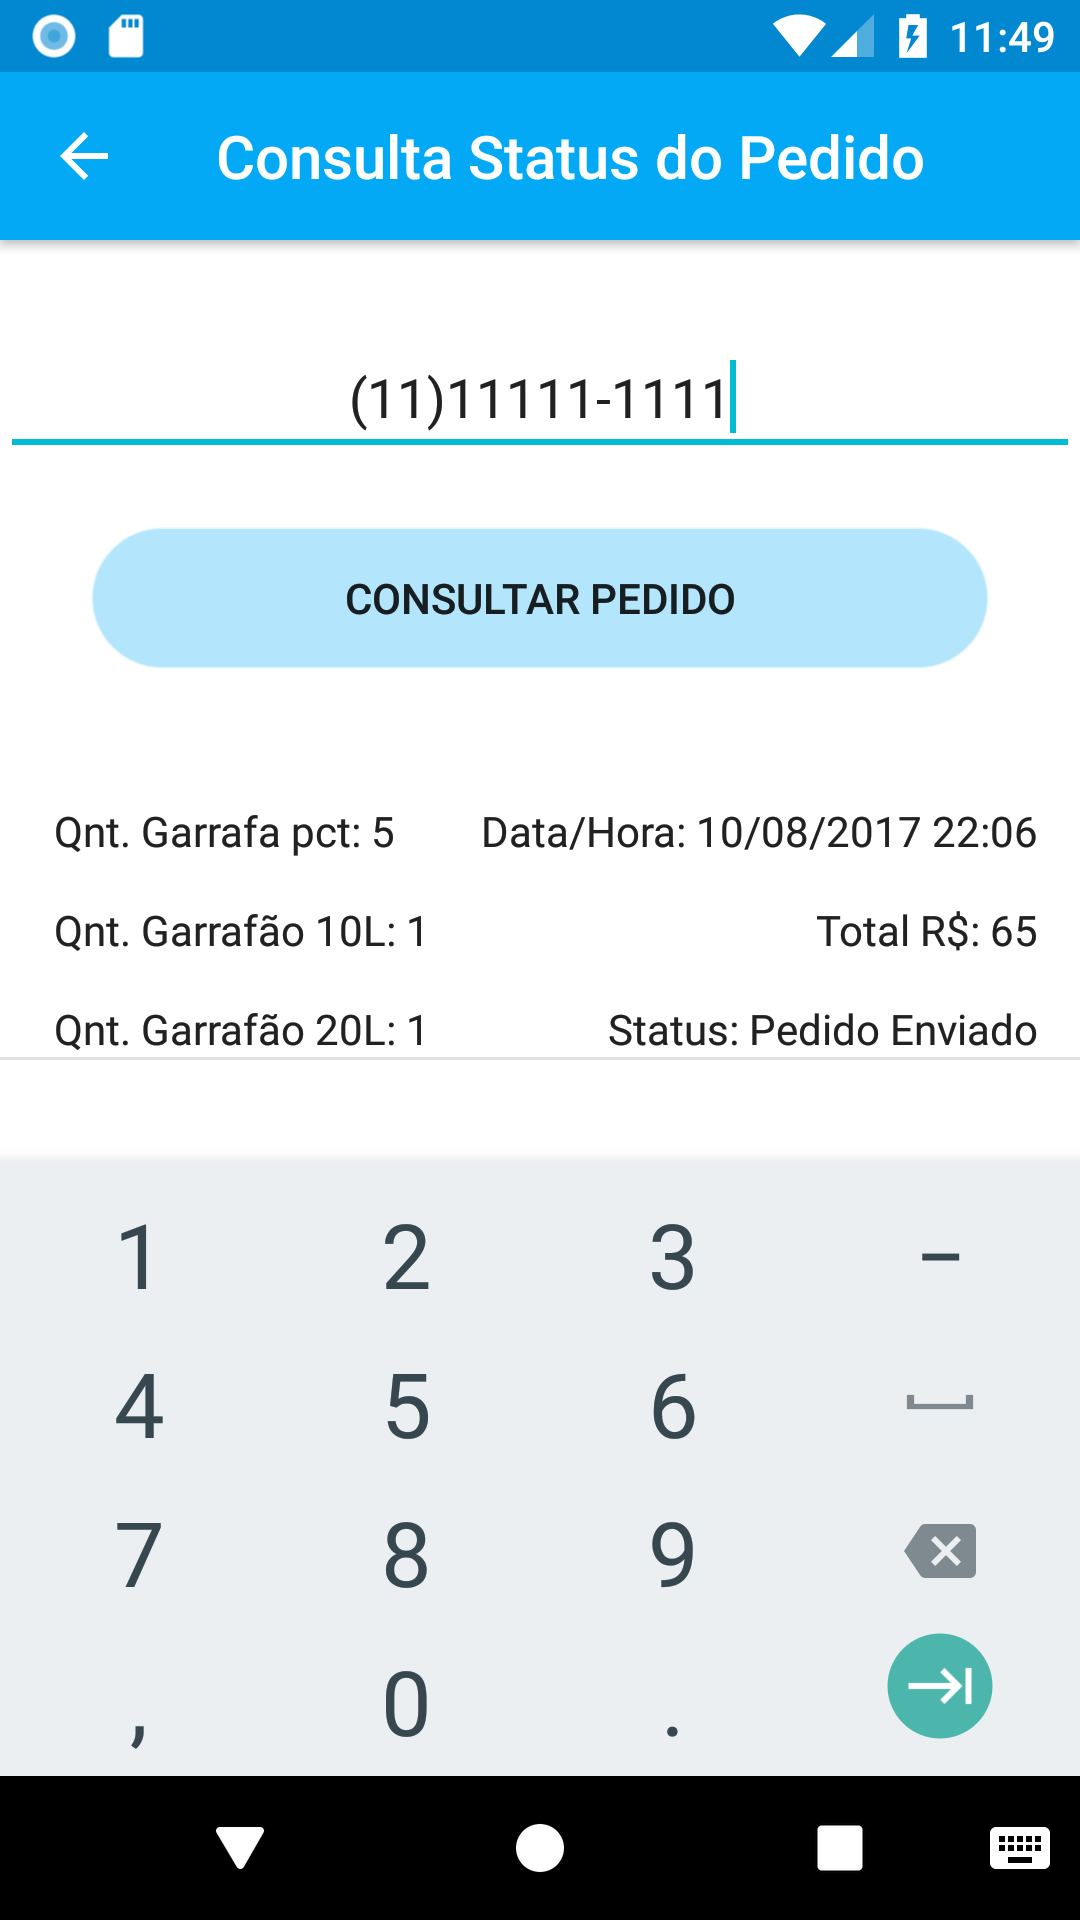 11:49
Consulta Status do Pedido
(11)11111-1111
CONSULTAR PEDIDO
Qnt. Garrafa pct: 5 Data/Hora: 10/08/2017 22:06
Qnt. Garrafão 10L: 1 Total R$: 65
Qnt. Garrafão 20L: 1 Status: Pedido Enviado
1 2 3 –
4 5 6
7 8 9
, 0 .